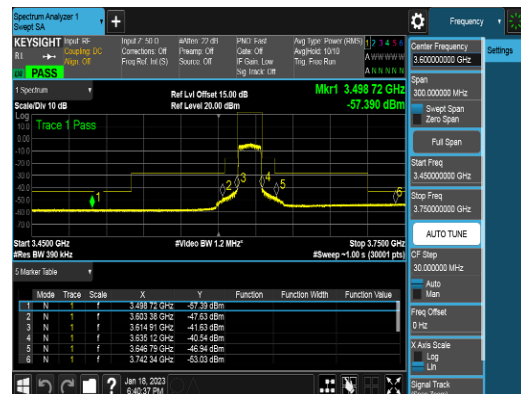 Spectrum Analyzer 1
Swept SA
Frequency
KEYSIGHT
Input: RF
Coupling: DC
Align: Off
Input Z: 50 Ω
Corrections: Off
Freq Ref: Int (S)
#Atten: 22 dB
Preamp: Off
Source: Off
PNO: Fast
Gate: Off
IF Gain: Low
Sig Track: Off
Avg Type: Power (RMS)
Avg|Hold: 10/10
Trig: Free Run
1 2 3 4 5 6
A W W W W W
A N N N N N
PASS
1 Spectrum
Scale/Div 10 dB
Ref Lvl Offset 15.00 dB
Ref Level 20.00 dBm
Mkr1 3.498 72 GHz
-57.390 dBm
Log
Trace 1 Pass
10.0
0.00
-10.0
-20.0
-30.0
-40.0
-50.0
-60.0
-70.0
1
2
3
4
5
6
Start 3.4500 GHz
#Video BW 1.2 MHz*
Stop 3.7500 GHz
#Res BW 390 kHz
#Sweep ~1.00 s (30001 pts)
5 Marker Table
Mode Trace Scale X Y Function Function Width Function Value
1 N 1 f 3.498 72 GHz -57.39 dBm
2 N 1 f 3.603 38 GHz -47.63 dBm
3 N 1 f 3.614 91 GHz -41.63 dBm
4 N 1 f 3.635 12 GHz -40.54 dBm
5 N 1 f 3.646 79 GHz -46.94 dBm
6 N 1 f 3.742 34 GHz -53.03 dBm
Jan 18, 2023
6:40:37 PM
Center Frequency
3.600000000 GHz
Settings
Span
300.000000 MHz
Swept Span
Zero Span
Full Span
Start Freq
3.450000000 GHz
Stop Freq
3.750000000 GHz
AUTO TUNE
CF Step
30.000000 MHz
Auto
Man
Freq Offset
0 Hz
X Axis Scale
Log
Lin
Signal Track
(Span Zoom)